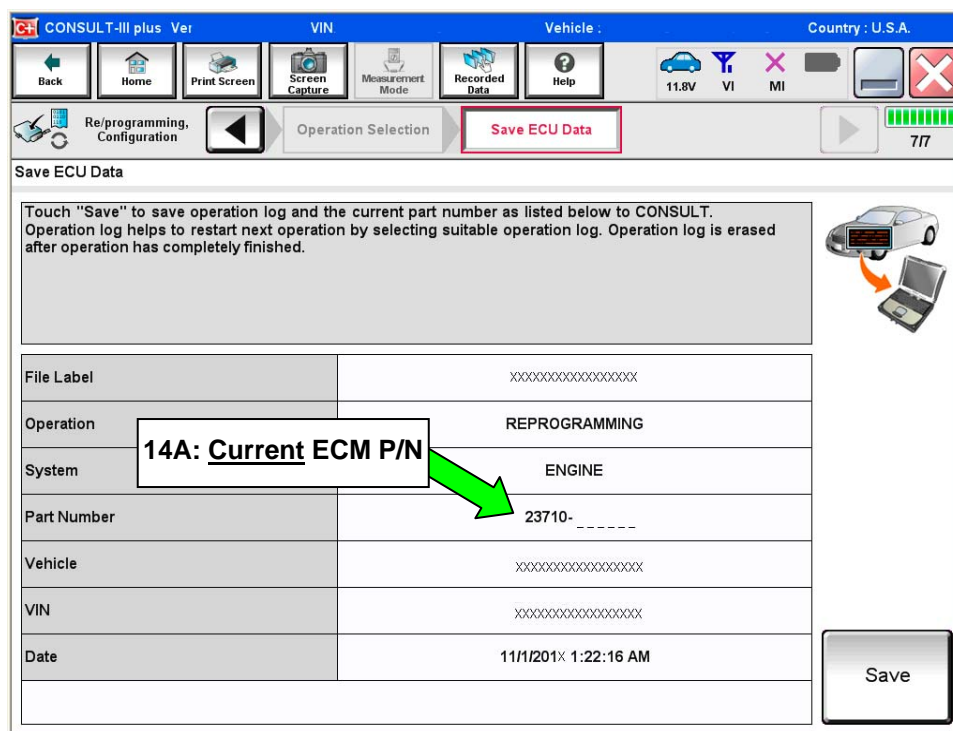 CONSULT-III plus Ver VIN Vehicle : Country : U.S.A.
Back
Home
Print Screen
Screen Capture
Measurement Mode
Recorded Data
Help
11.8V
VI
MI
Re/programming,
Configuration
Operation Selection
Save ECU Data
7/7
Save ECU Data
Touch "Save" to save operation log and the current part number as listed below to CONSULT.
Operation log helps to restart next operation by selecting suitable operation log. Operation log is erased
after operation has completely finished.
File Label XXXXXXXXXXXXXXXXX
Operation REPROGRAMMING
14A: Current ECM P/N
System ENGINE
Part Number 23710- _ _ _ _ _ _
Vehicle XXXXXXXXXXXXXXXXX
VIN XXXXXXXXXXXXXXXXX
Date 11/1/201X 1:22:16 AM
Save